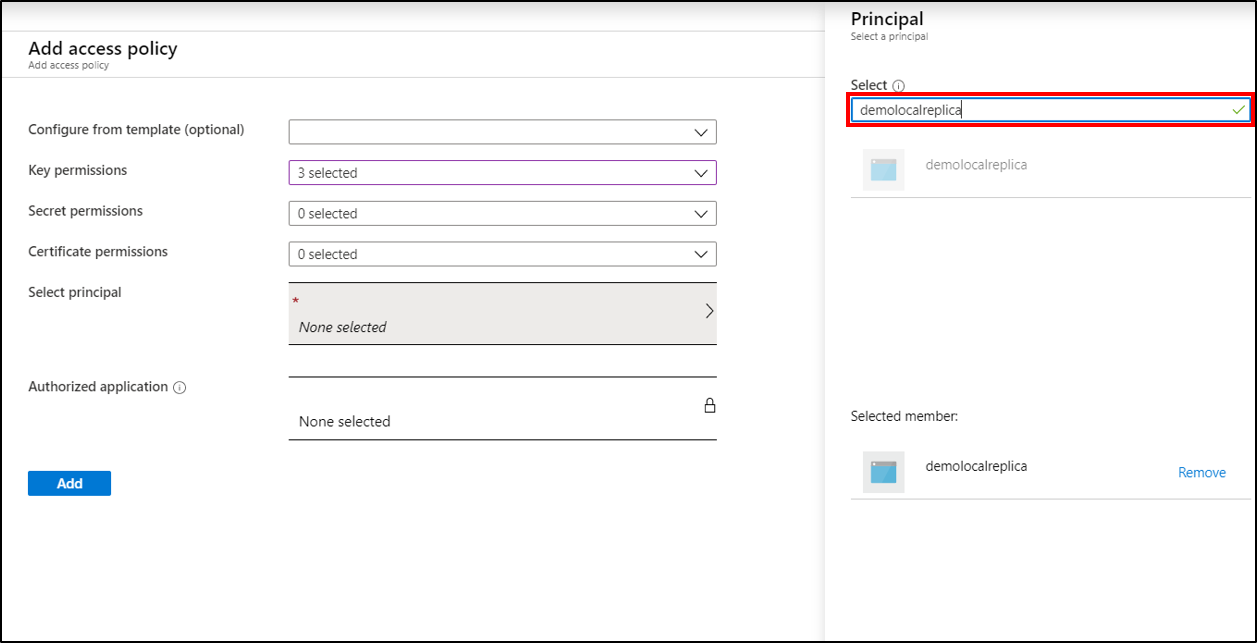 Add access policy
Add access policy
Configure from template (optional)
Key permissions
3 selected
Secret permissions
0 selected
Certificate permissions
0 selected
Select principal
*
None selected
Authorized application
None selected
Add
Principal
Select a principal
Select
demolocalreplica
demolocalreplica
Selected member:
demolocalreplica
Remove